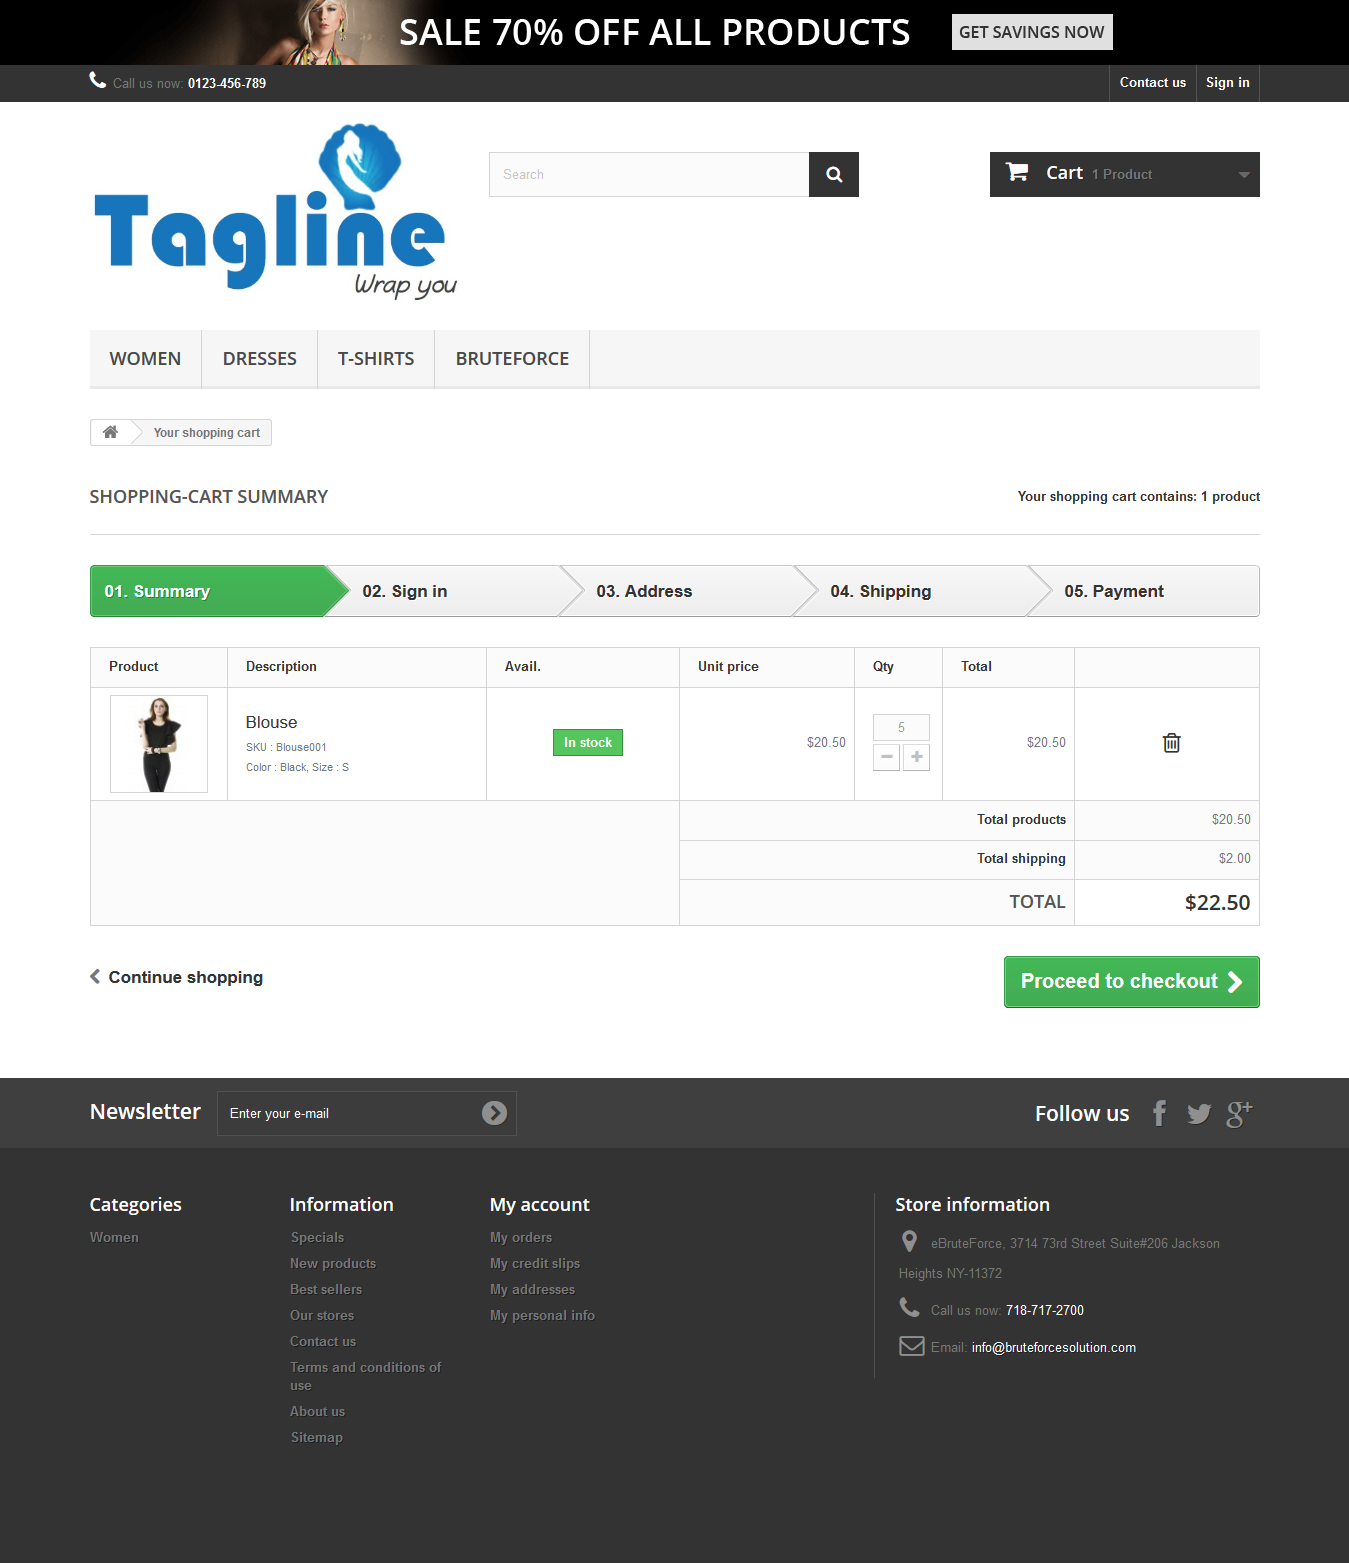 SALE 70% OFF ALL PRODUCTS GET SAVINGS NOW
Call us now: 0123-456-789 Contact us Sign in
Tagline
Wrap you
Search
Cart 1 Product
WOMEN DRESSES T-SHIRTS BRUTEFORCE
Your shopping cart
SHOPPING-CART SUMMARY Your shopping cart contains: 1 product
01. Summary 02. Sign in 03. Address 04. Shipping 05. Payment
Product Description Avail. Unit price Qty Total
Blouse
SKU : Blouse001
Color : Black, Size : S
In stock
$20.50
5
$20.50
Total products $20.50
Total shipping $2.00
TOTAL $22.50
Continue shopping Proceed to checkout
Newsletter Enter your e-mail Follow us
Categories
Women
Information
Specials
New products
Best sellers
Our stores
Contact us
Terms and conditions of
use
About us
Sitemap
My account
My orders
My credit slips
My addresses
My personal info
Store information
eBruteForce, 3714 73rd Street Suite#206 Jackson
Heights NY-11372
Call us now: 718-717-2700
Email: info@bruteforcesolution.com